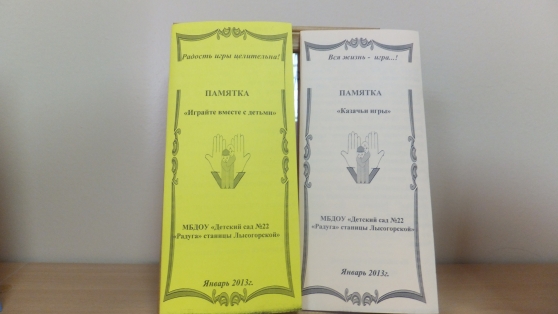 Радость игры целительна!
ПАМЯТКА
«Играйте вместе с детьми»
МБДОУ «Детский сад №22
«Радуга» станицы Лысогорской»
Январь 2013г.
Вся жизнь - игра...!
ПАМЯТКА
«Казачьи игры»
МБДОУ «Детский сад №22
«Радуга» станицы Лысогорской»
Январь 2013г.